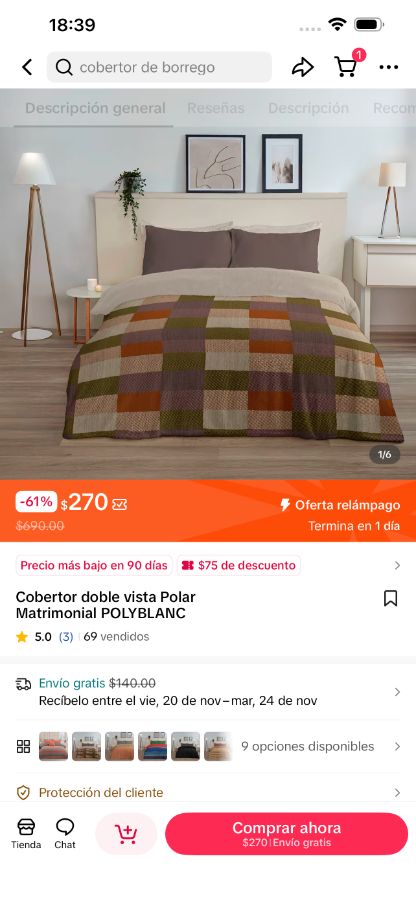 18:39
cobertor de borrego
1
Descripción general Reseñas Descripción Recom
1/6
-61% $270
Oferta relámpago
$690.00
Termina en 1 día
Precio más bajo en 90 días
$75 de descuento
Cobertor doble vista Polar
Matrimonial POLYBLANC
5.0 (3) 69 vendidos
Envío gratis $140.00
Recíbelo entre el vie, 20 de nov–mar, 24 de nov
9 opciones disponibles
Protección del cliente
Tienda
Chat
Comprar ahora
$270 | Envío gratis